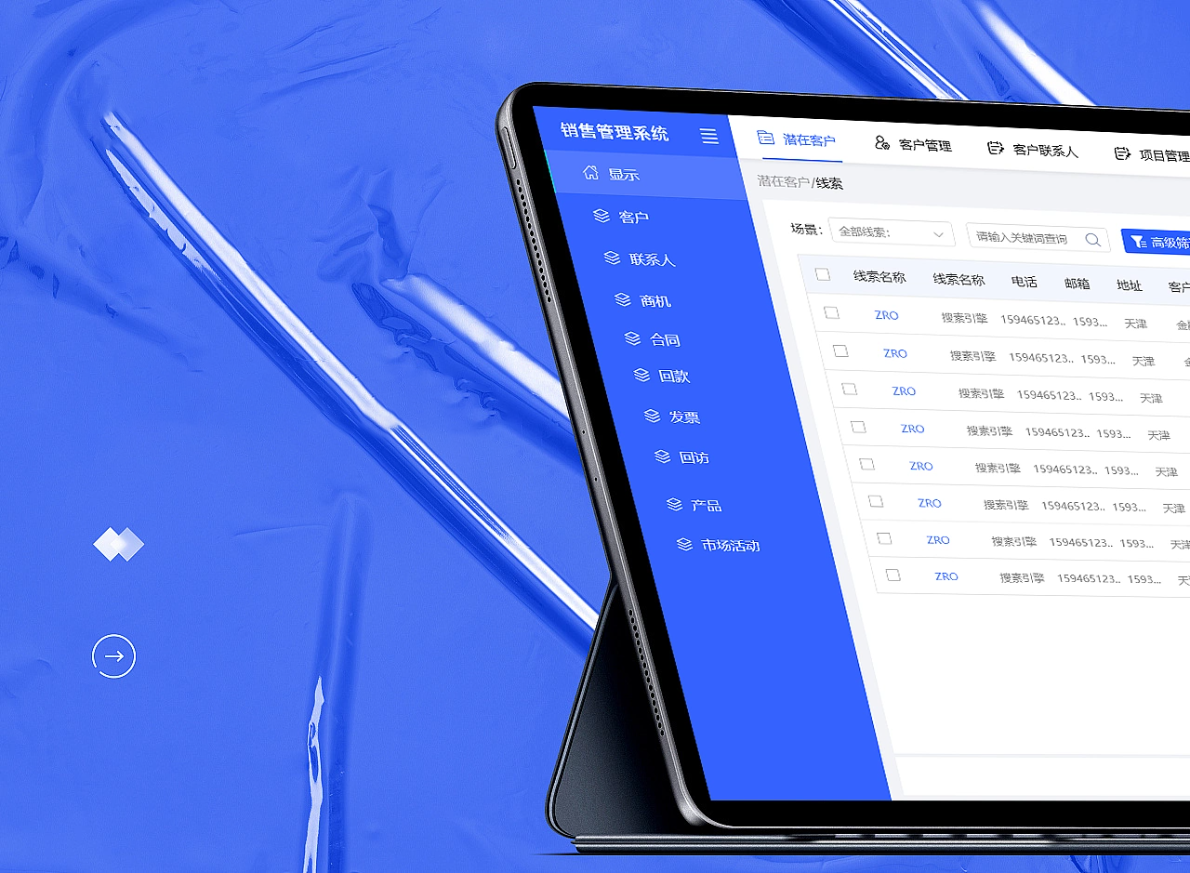 销售管理系统
潜在客户 客户管理 客户联系人 项目管理
显示
客户
联系人
商机
合同
回款
发票
回访
产品
市场活动
潜在客户/线索
场景: 全部线索: 请输入关键词查询 高级筛
线索名称 线索名称 电话 邮箱 地址 客户
ZRO 搜索引擎 159465123.. 1593... 天津
ZRO 搜索引擎 159465123.. 1593... 天津
ZRO 搜索引擎 159465123.. 1593... 天津
ZRO 搜索引擎 159465123.. 1593... 天津
ZRO 搜索引擎 159465123.. 1593... 天津
ZRO 搜索引擎 159465123.. 1593... 天津
ZRO 搜索引擎 159465123.. 1593... 天津
ZRO 搜索引擎 159465123.. 1593... 天